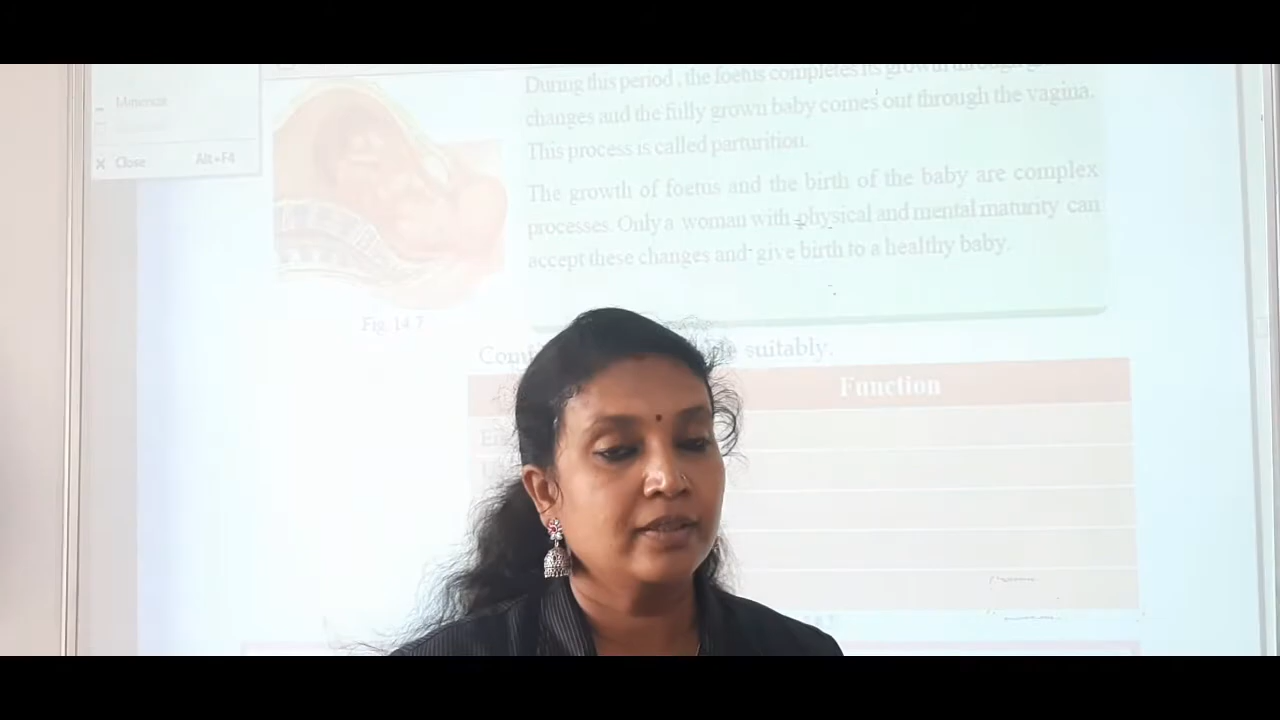 Minimize
Close Alt+F4
During this period , the foetus completes its growth through
changes and the fully grown baby comes out through the vagina.
This process is called parturition.
The growth of foetus and the birth of the baby are complex
processes. Only a woman with physical and mental maturity can
accept these changes and give birth to a healthy baby.
Fig. 14.7
suitably.
Function